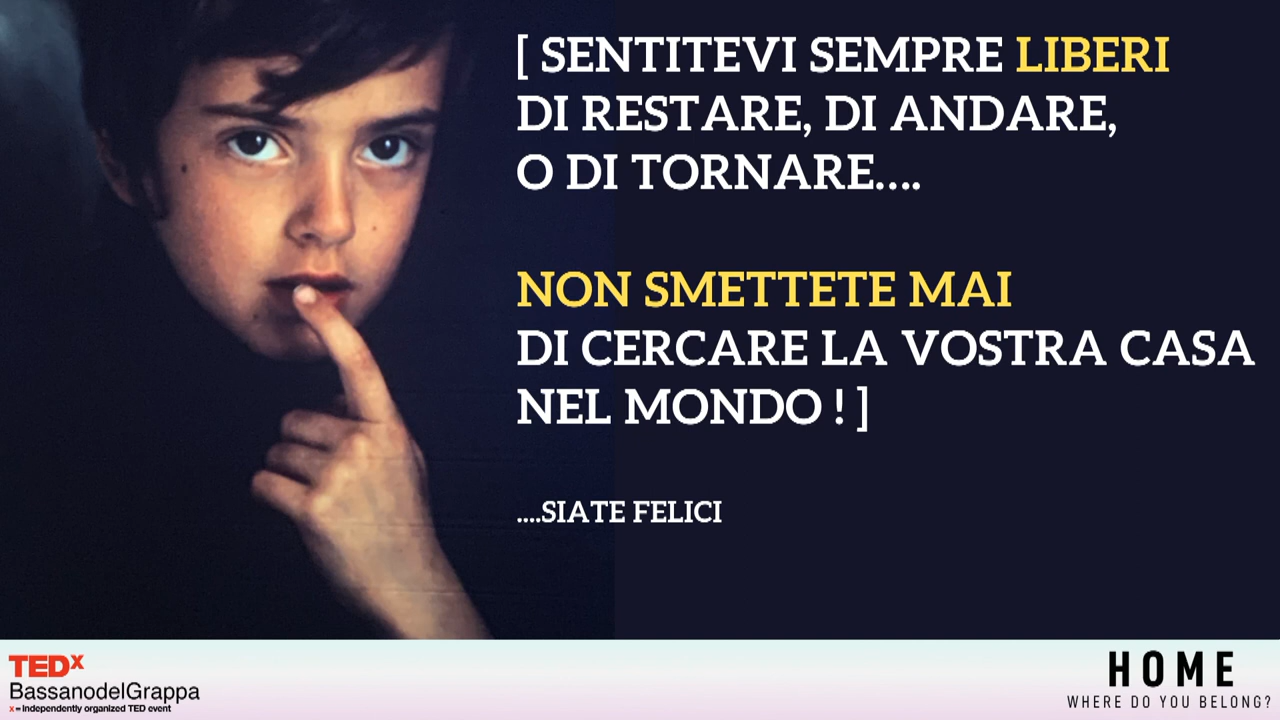 [ SENTITEVI SEMPRE LIBERI
DI RESTARE, DI ANDARE,
O DI TORNARE....
NON SMETTETE MAI
DI CERCARE LA VOSTRA CASA
NEL MONDO ! ]
....SIATE FELICI
TEDx
BassanodelGrappa
x = independently organized TED event
HOME
WHERE DO YOU BELONG?